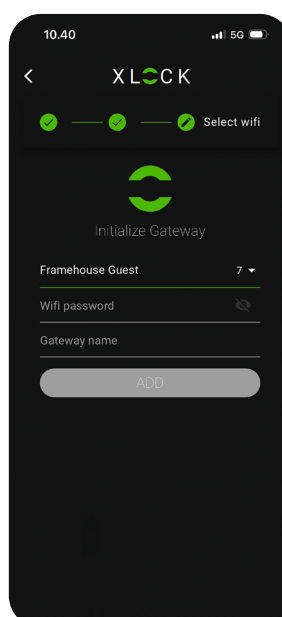 10.40 5G
XLOCK
Select wifi
Initialize Gateway
Framehouse Guest 7
Wifi password
Gateway name
ADD